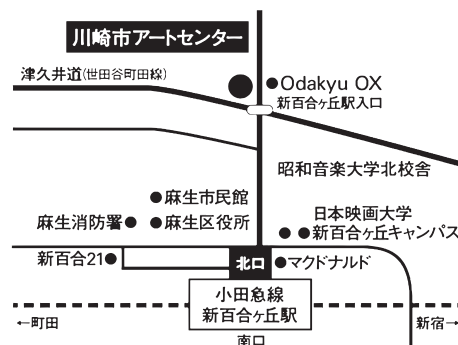 川崎市アートセンター
津久井道(世田谷町田線)
Odakyu OX
新百合ヶ丘駅入口
昭和音楽大学北校舎
麻生市民館
麻生消防署
麻生区役所
日本映画大学
新百合ヶ丘キャンパス
新百合21
北口
マクドナルド
小田急線
新百合ヶ丘駅
←町田
新宿→
南口